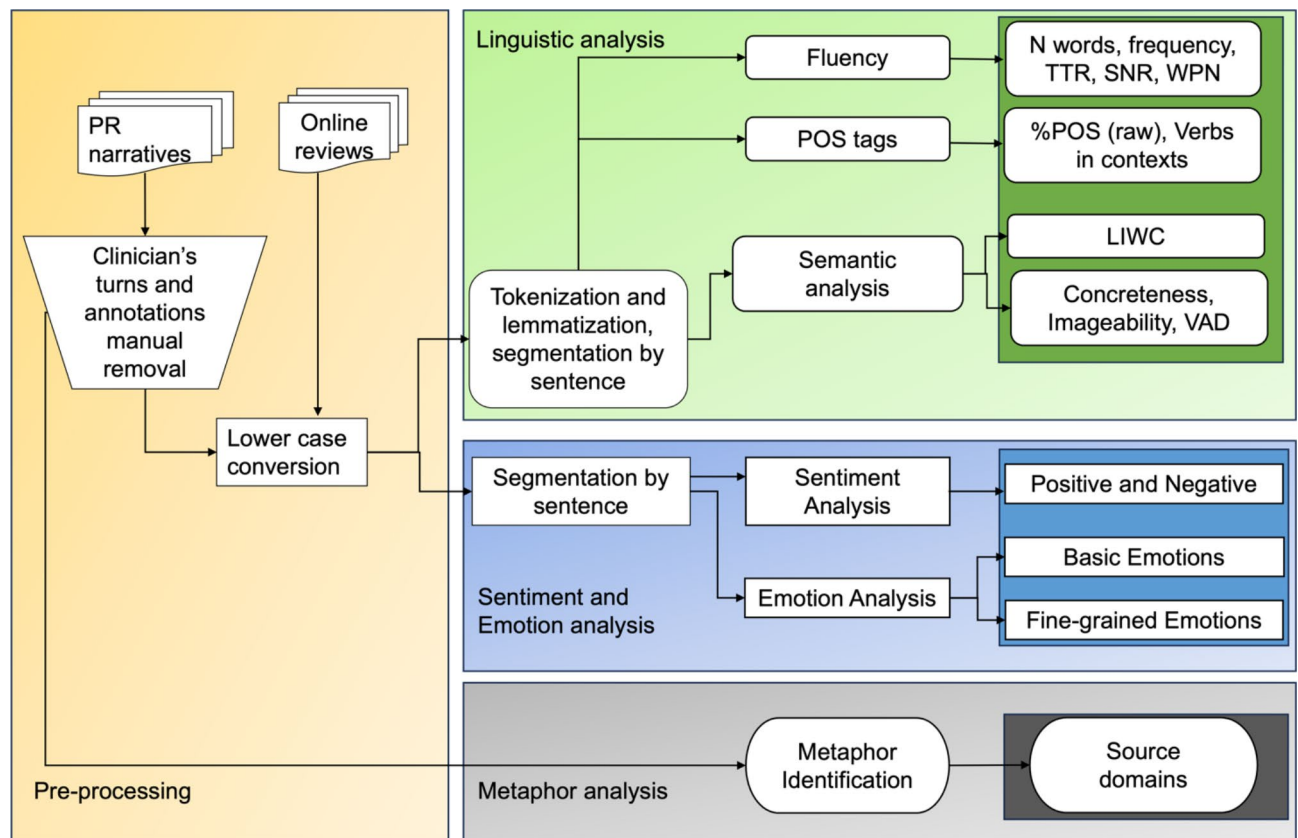 PR
narratives
Online
reviews
Clinician’s
turns and
annotations
manual
removal
Lower case
conversion
Pre-processing
Linguistic analysis
Fluency
N words, frequency,
TTR, SNR, WPN
POS tags
%POS (raw), Verbs
in contexts
Tokenization and
lemmatization,
segmentation by
sentence
Semantic
analysis
LIWC
Concreteness,
Imageability, VAD
Segmentation by
sentence
Sentiment
Analysis
Positive and Negative
Emotion Analysis
Basic Emotions
Fine-grained Emotions
Sentiment and
Emotion analysis
Metaphor
Identification
Source
domains
Metaphor analysis